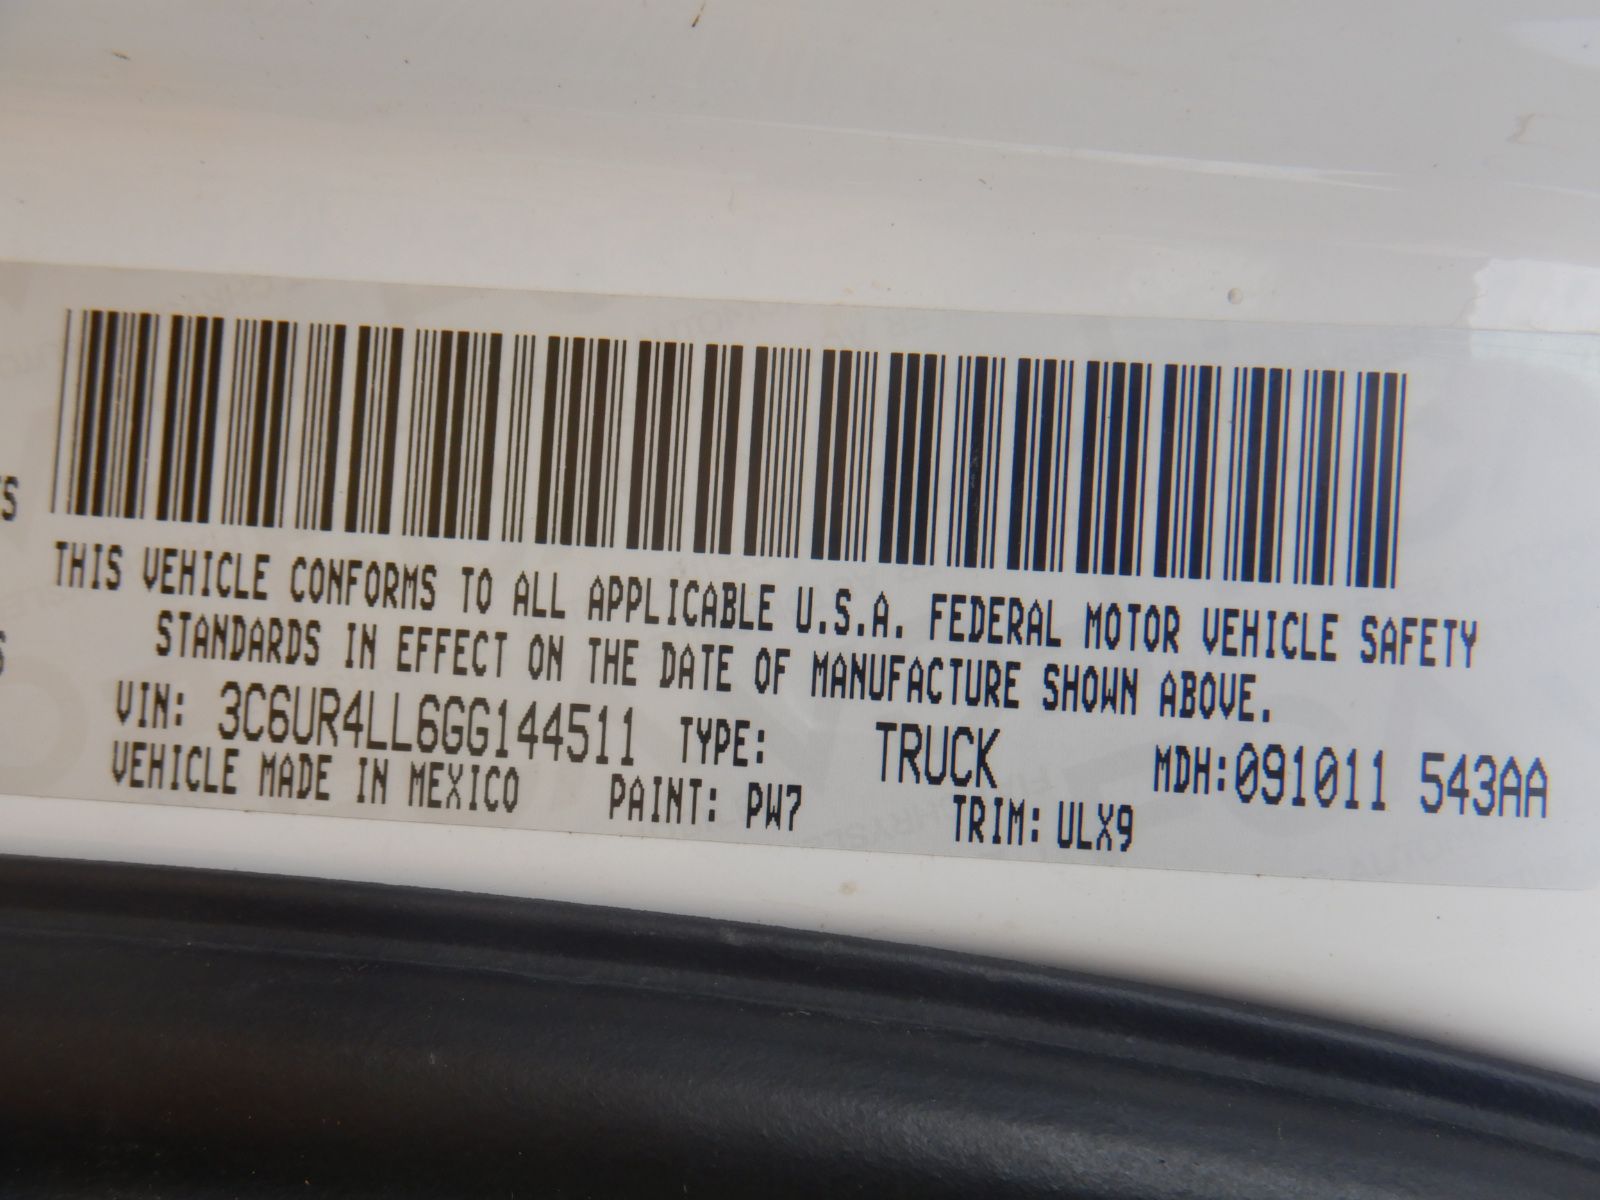 THIS VEHICLE CONFORMS TO ALL APPLICABLE U.S.A. FEDERAL MOTOR VEHICLE SAFETY
STANDARDS IN EFFECT ON THE DATE OF MANUFACTURE SHOWN ABOVE.
VIN: 3C6UR4LL6GG144511 TYPE: TRUCK MDH:091011 543AA
VEHICLE MADE IN MEXICO PAINT: PW7 TRIM: ULX9